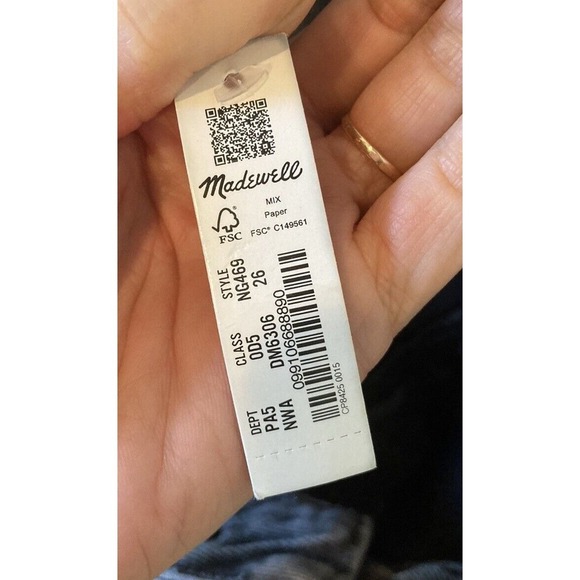 Madewell
FSC
MIX
Paper
FSC® C149561
DEPT CLASS STYLE
PA5 0D5 NG469
NWA DM6306 26
099106688890
CP8425 0015